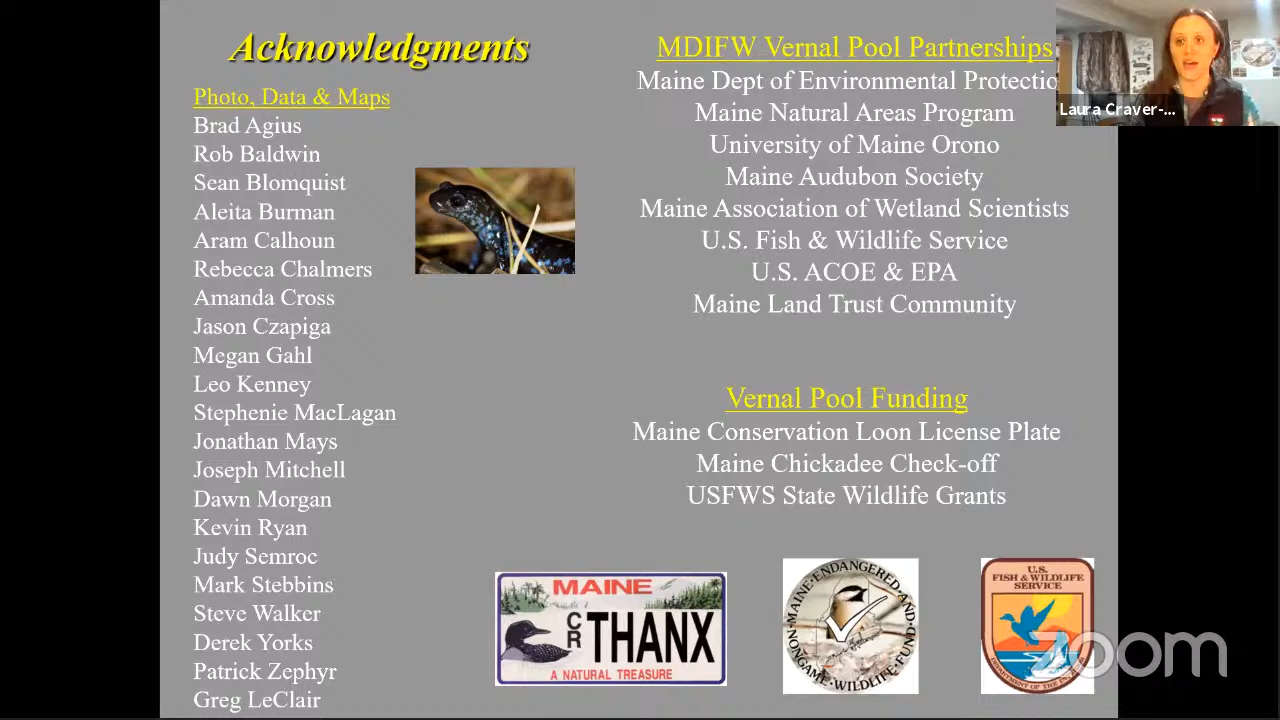 Acknowledgments
Photo, Data & Maps
Brad Agius
Rob Baldwin
Sean Blomquist
Aleita Burman
Aram Calhoun
Rebecca Chalmers
Amanda Cross
Jason Czapiga
Megan Gahl
Leo Kenney
Stephenie MacLagan
Jonathan Mays
Joseph Mitchell
Dawn Morgan
Kevin Ryan
Judy Semroc
Mark Stebbins
Steve Walker
Derek Yorks
Patrick Zephyr
Greg LeClair
MDIFW Vernal Pool Partnerships
Maine Dept of Environmental Protectio
Maine Natural Areas Program
University of Maine Orono
Maine Audubon Society
Maine Association of Wetland Scientists
U.S. Fish & Wildlife Service
U.S. ACOE & EPA
Maine Land Trust Community
Vernal Pool Funding
Maine Conservation Loon License Plate
Maine Chickadee Check-off
USFWS State Wildlife Grants
Laura Craver-...
MAINE
CR THANX
A NATURAL TREASURE
MAINE ENDANGERED AND NONGAME WILDLIFE FUND
U.S.
FISH & WILDLIFE
SERVICE
DEPARTMENT OF THE
zoom